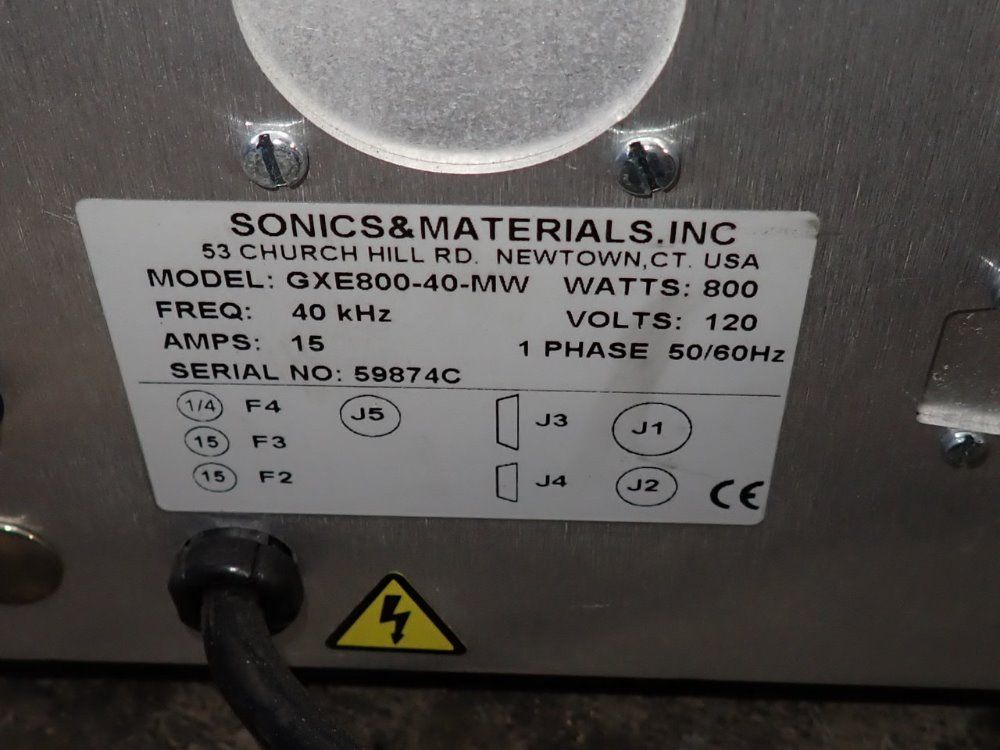 SONICS&MATERIALS.INC
53 CHURCH HILL RD. NEWTOWN,CT. USA
MODEL: GXE800-40-MW WATTS: 800
FREQ: 40 kHz VOLTS: 120
AMPS: 15 1 PHASE 50/60Hz
SERIAL NO: 59874C
1/4 F4 J5 J3 J1
15 F3
15 F2 J4 J2 CE